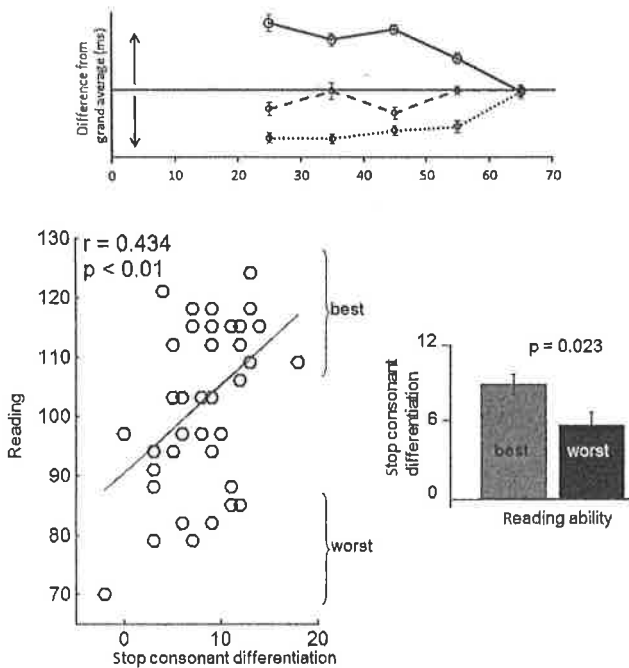 Difference from
grand average (ms)
0 10 20 30 40 50 60 70
r = 0.434
p < 0.01
130
120
110
100
90
80
70
Reading
best
worst
0 10 20
Stop consonant differentiation
p = 0.023
12
6
0
Stop consonant
differentiation
best worst
Reading ability